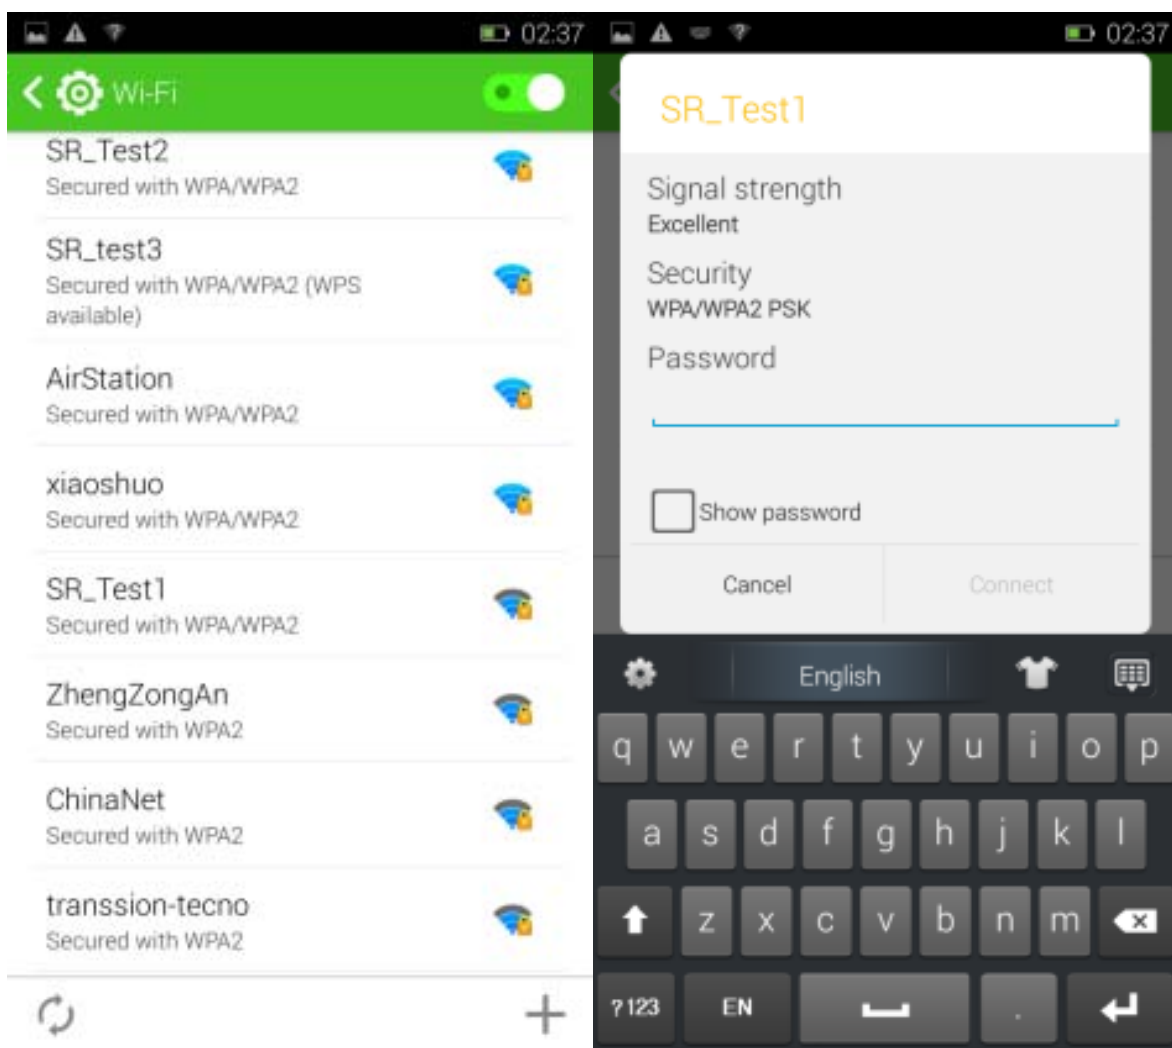 02:37
Wi-Fi
SR_Test2
Secured with WPA/WPA2
SR_test3
Secured with WPA/WPA2 (WPS
available)
AirStation
Secured with WPA/WPA2
xiaoshuo
Secured with WPA/WPA2
SR_Test1
Secured with WPA/WPA2
ZhengZongAn
Secured with WPA2
ChinaNet
Secured with WPA2
transsion-tecno
Secured with WPA2
02:37
SR_Test1
Signal strength
Excellent
Security
WPA/WPA2 PSK
Password
Show password
Cancel Connect
English
q w e r t y u i o p
a s d f g h j k l
z x c v b n m
?123 EN .